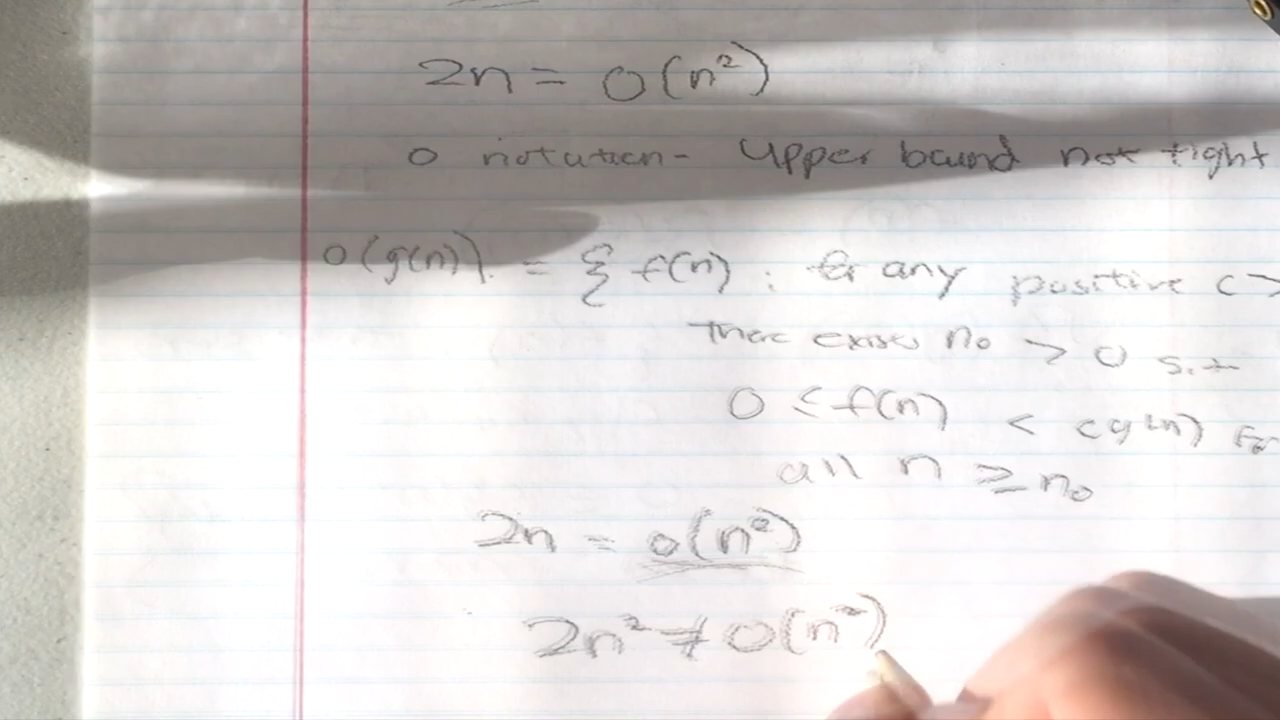 2n = O(n²)
o notation - Upper bound not tight
o(g(n)) = { f(n) : for any positive c >
There exists n₀ > 0 s.t
0 ≤ f(n) < cg(n) for
all n ≥ n₀
2n = o(n²)
2n² ≠ o(n²)